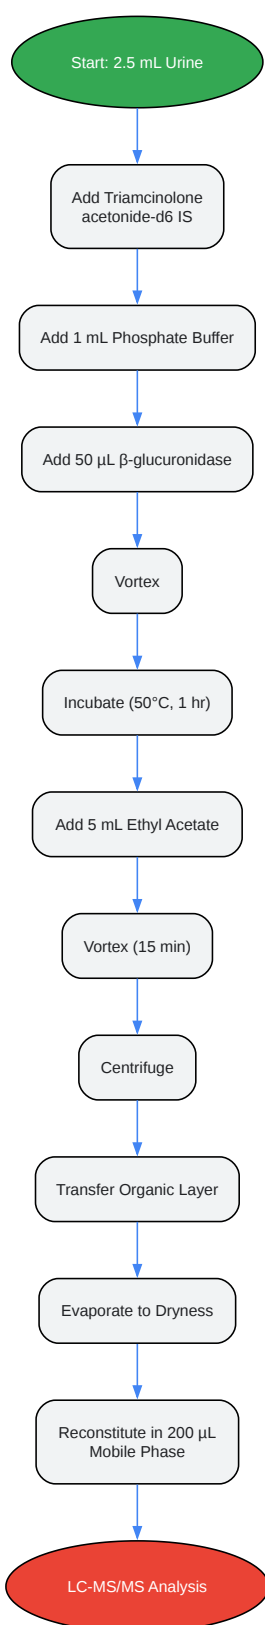 Start: 2.5 mL Urine
Add Triamcinolone
acetonide-d6 IS
Add 1 mL Phosphate Buffer
Add 50 µL β-glucuronidase
Vortex
Incubate (50°C, 1 hr)
Add 5 mL Ethyl Acetate
Vortex (15 min)
Centrifuge
Transfer Organic Layer
Evaporate to Dryness
Reconstitute in 200 µL
Mobile Phase
LC-MS/MS Analysis